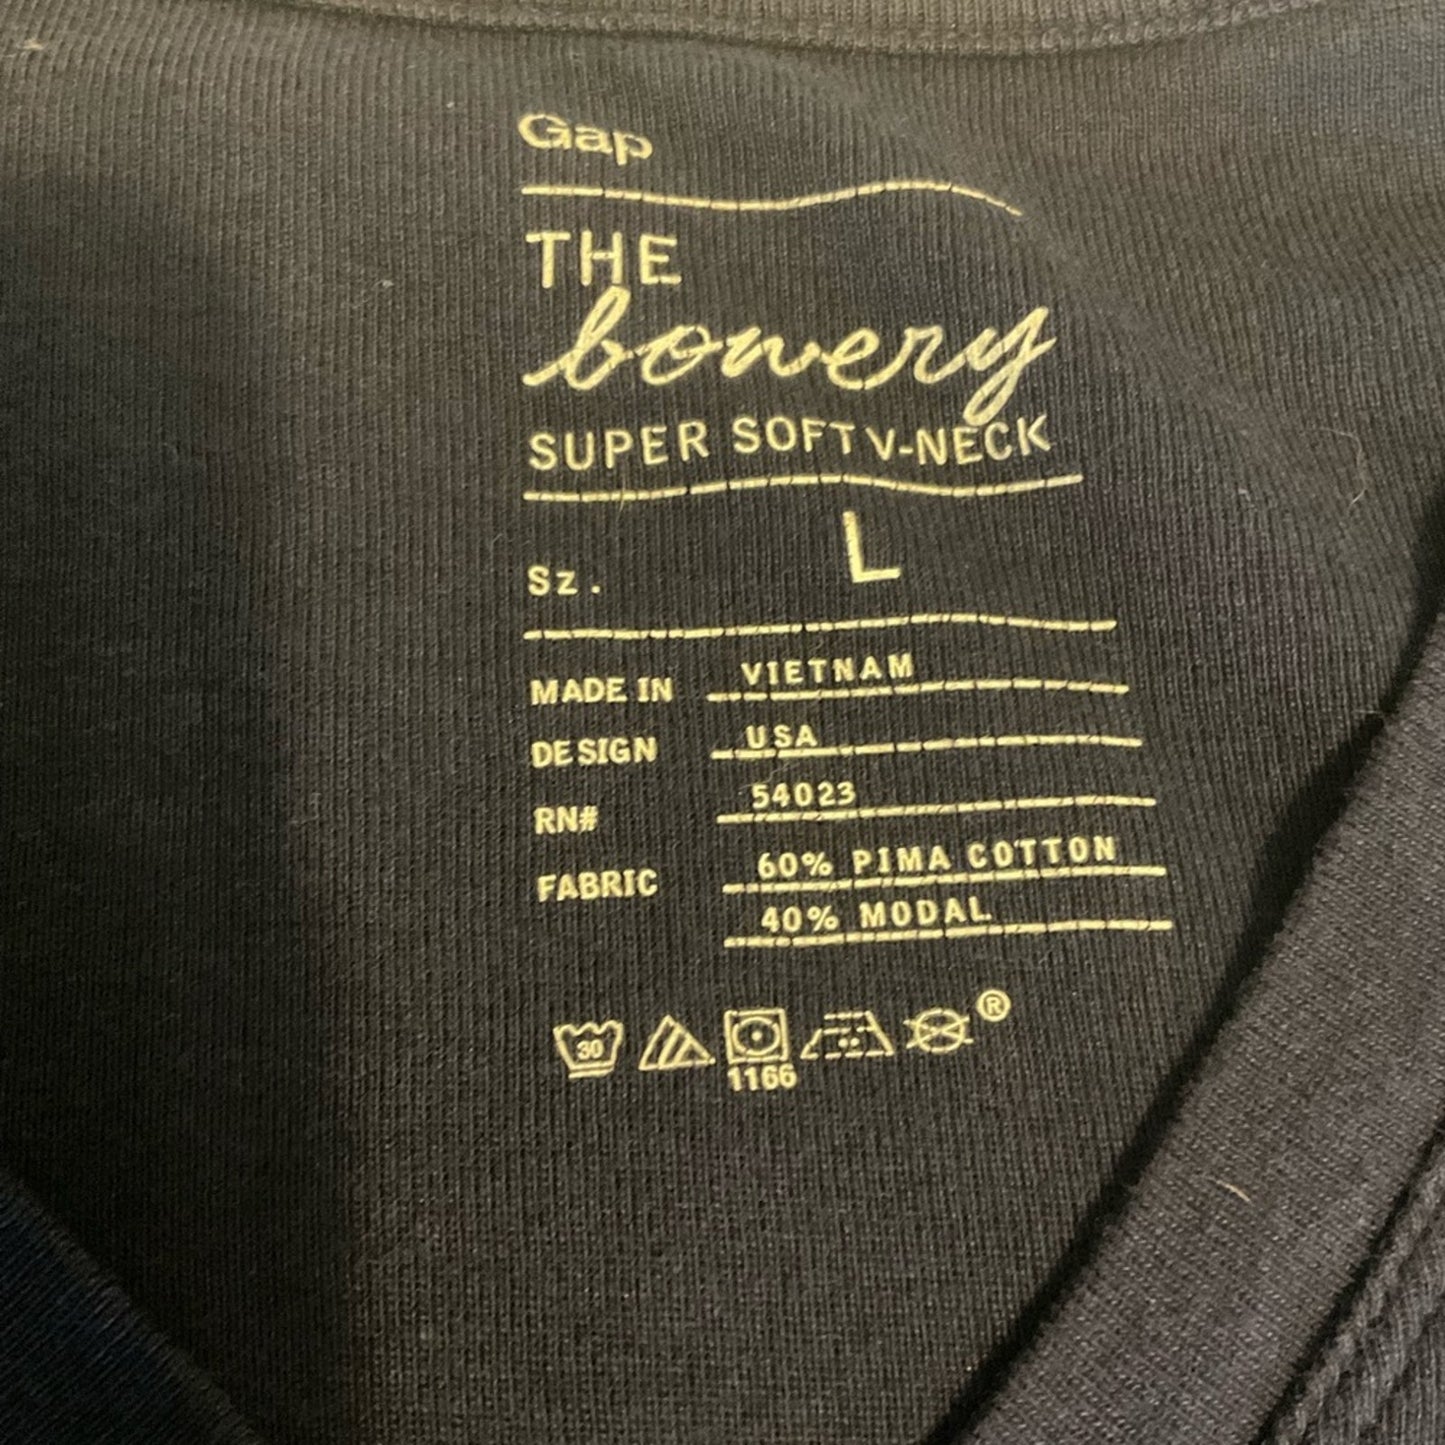 Gap
THE
bowery
SUPER SOFT V-NECK
Sz. L
MADE IN VIETNAM
DESIGN USA
RN# 54023
FABRIC 60% PIMA COTTON
40% MODAL
30 ®
1166